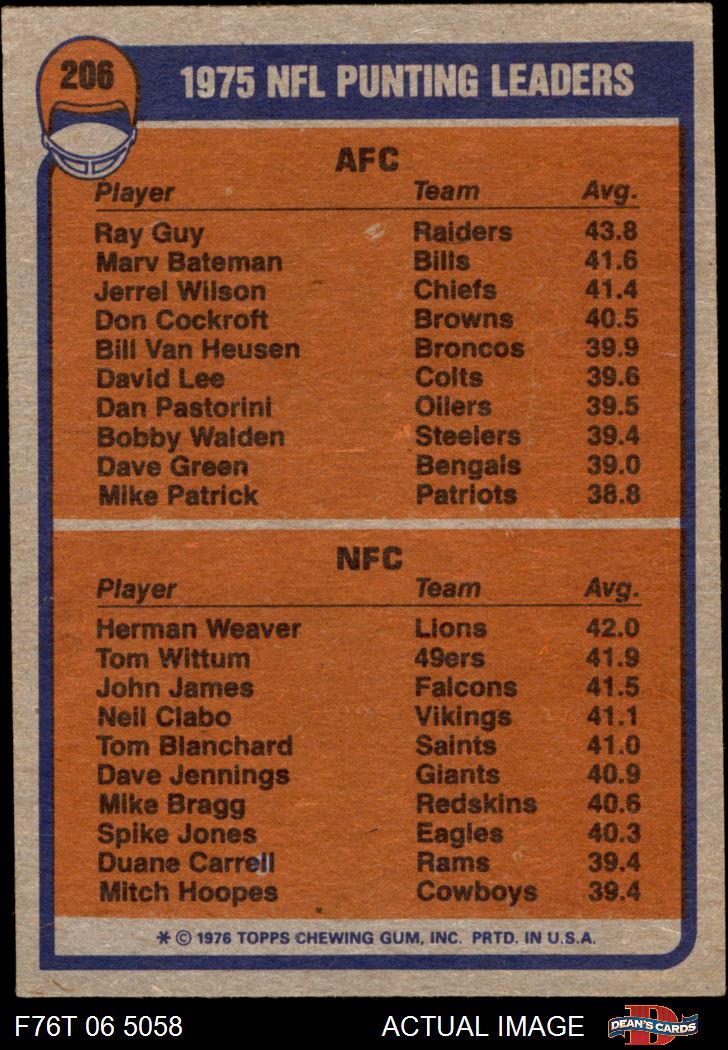 206
1975 NFL PUNTING LEADERS
AFC
Player Team Avg.
Ray Guy Raiders 43.8
Marv Bateman Bills 41.6
Jerrel Wilson Chiefs 41.4
Don Cockroft Browns 40.5
Bill Van Heusen Broncos 39.9
David Lee Colts 39.6
Dan Pastorini Oilers 39.5
Bobby Walden Steelers 39.4
Dave Green Bengals 39.0
Mike Patrick Patriots 38.8
NFC
Player Team Avg.
Herman Weaver Lions 42.0
Tom Wittum 49ers 41.9
John James Falcons 41.5
Neil Clabo Vikings 41.1
Tom Blanchard Saints 41.0
Dave Jennings Giants 40.9
Mike Bragg Redskins 40.6
Spike Jones Eagles 40.3
Duane Carrell Rams 39.4
Mitch Hoopes Cowboys 39.4
* © 1976 TOPPS CHEWING GUM, INC. PRTD. IN U.S.A.
F76T 06 5058 ACTUAL IMAGE D DEAN'S CARDS